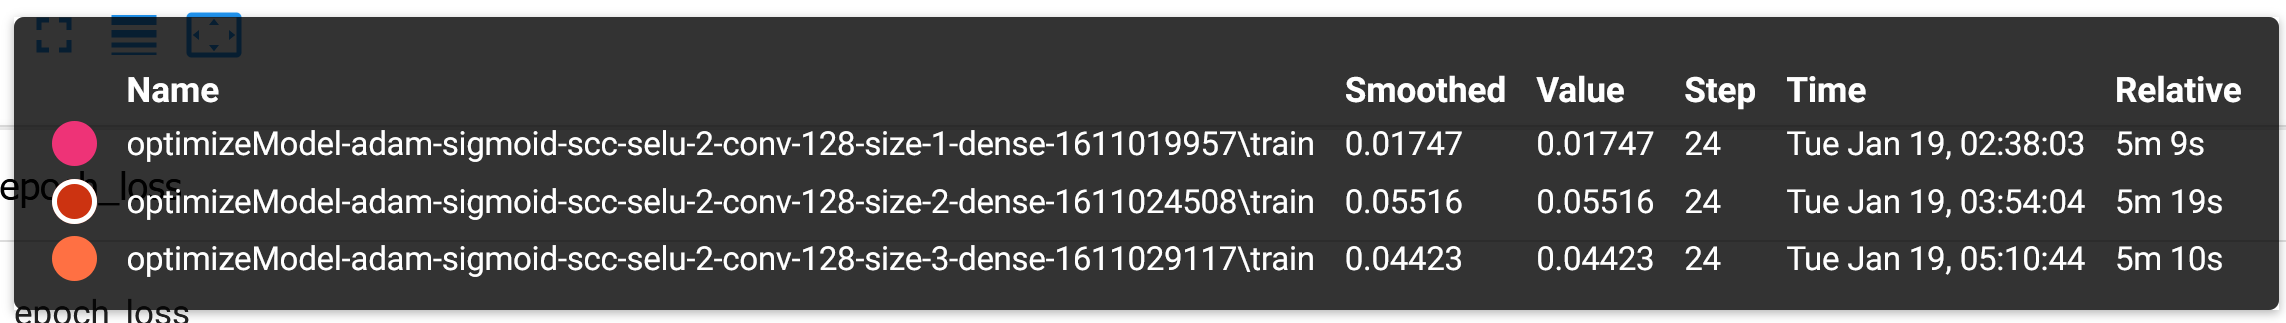 Name Smoothed Value Step Time Relative
optimizeModel-adam-sigmoid-scc-selu-2-conv-128-size-1-dense-1611019957\train 0.01747 0.01747 24 Tue Jan 19, 02:38:03 5m 9s
epoch_loss
optimizeModel-adam-sigmoid-scc-selu-2-conv-128-size-2-dense-1611024508\train 0.05516 0.05516 24 Tue Jan 19, 03:54:04 5m 19s
optimizeModel-adam-sigmoid-scc-selu-2-conv-128-size-3-dense-1611029117\train 0.04423 0.04423 24 Tue Jan 19, 05:10:44 5m 10s
epoch_loss